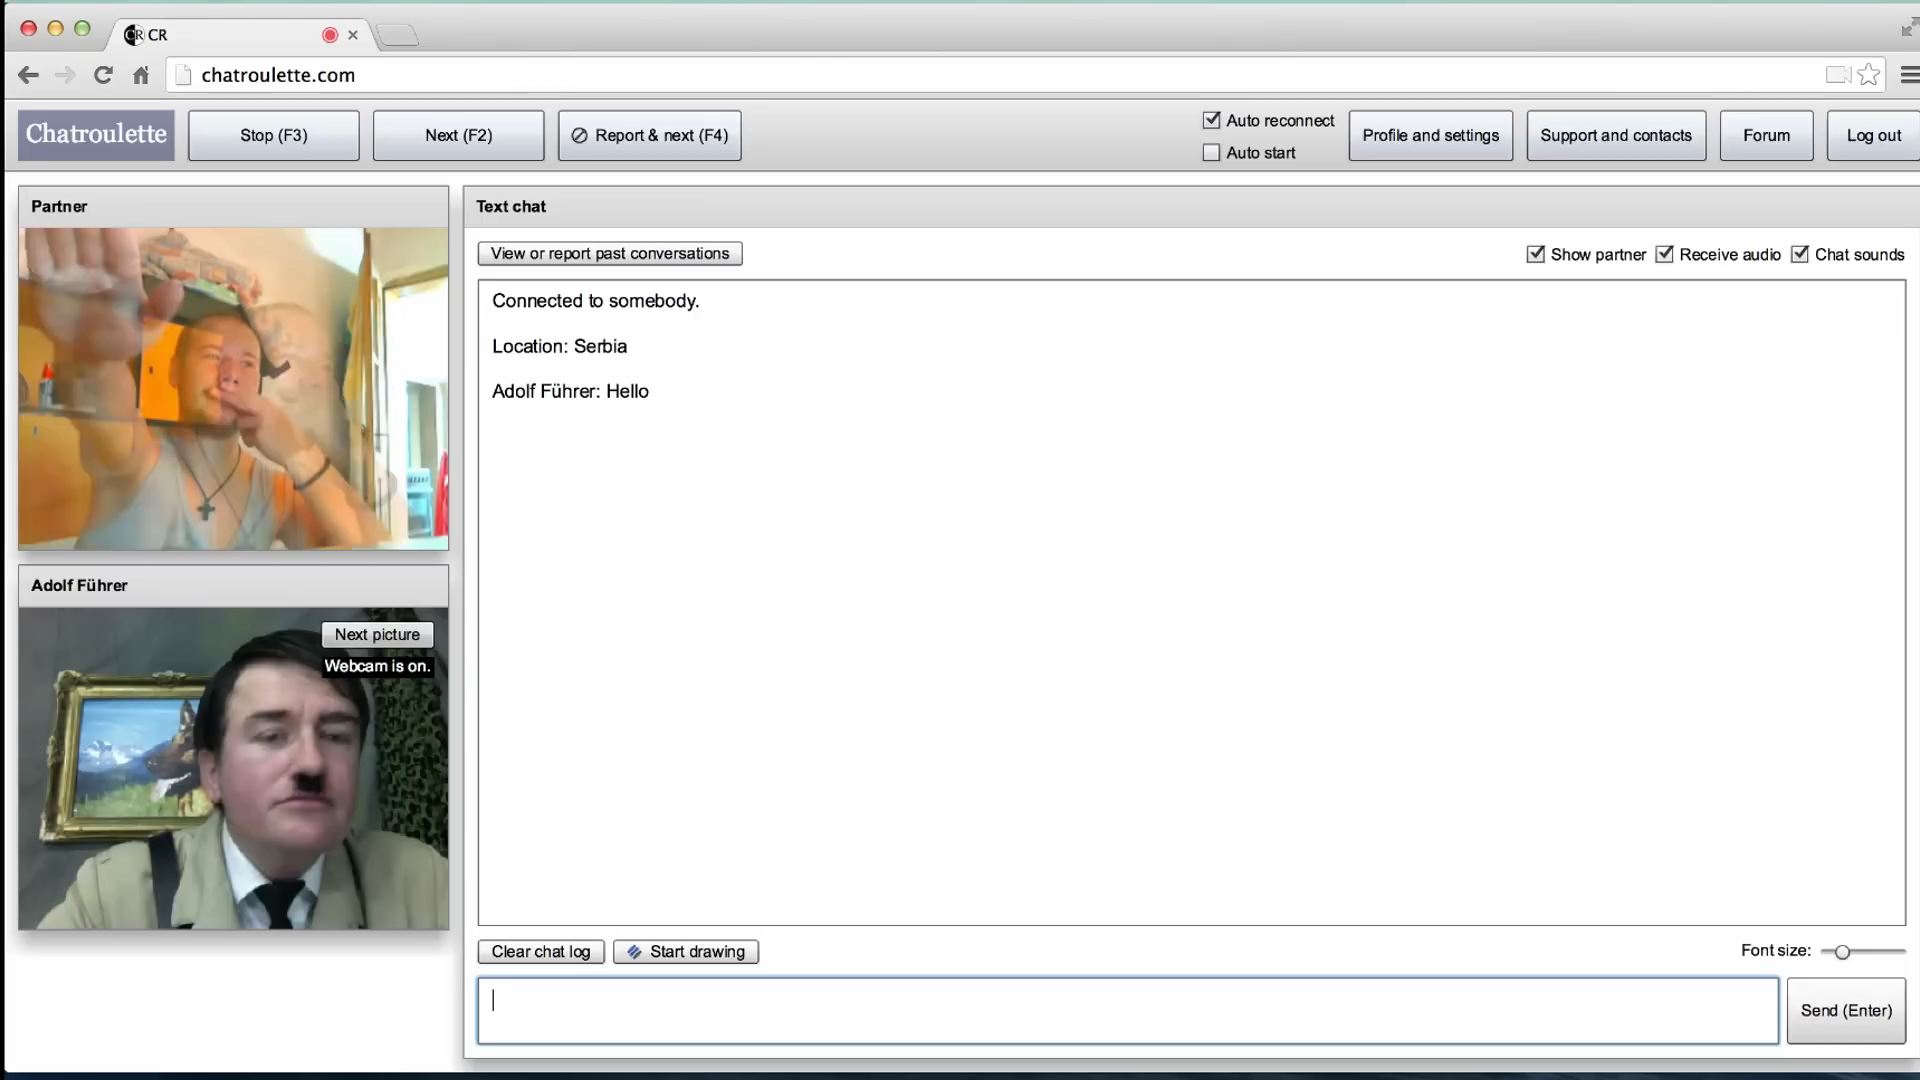 CR CR
chatroulette.com
Chatroulette
Stop (F3)
Next (F2)
Report & next (F4)
Auto reconnect
Auto start
Profile and settings
Support and contacts
Forum
Log out
Partner
Text chat
View or report past conversations
Show partner
Receive audio
Chat sounds
Connected to somebody.
Location: Serbia
Adolf Führer: Hello
Adolf Führer
Next picture
Webcam is on.
Clear chat log
Start drawing
Font size:
Send (Enter)